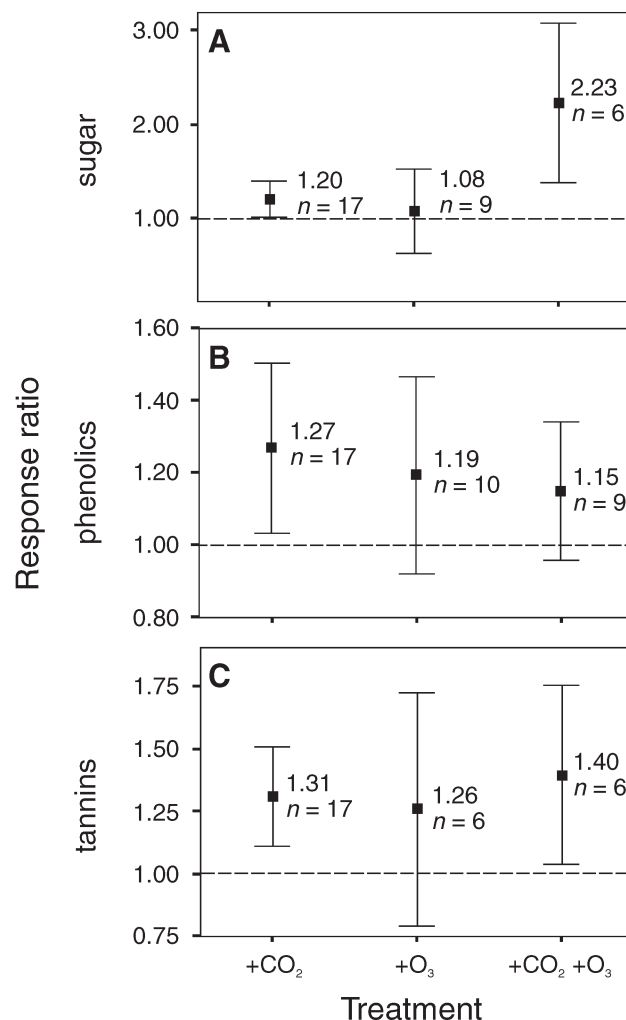 Response ratio
A
sugar
3.00
2.00
1.00
1.20
n = 17
1.08
n = 9
2.23
n = 6
B
phenolics
1.60
1.40
1.20
1.00
0.80
1.27
n = 17
1.19
n = 10
1.15
n = 9
C
tannins
1.75
1.50
1.25
1.00
0.75
1.31
n = 17
1.26
n = 6
1.40
n = 6
+CO₂
+O₃
+CO₂ +O₃
Treatment